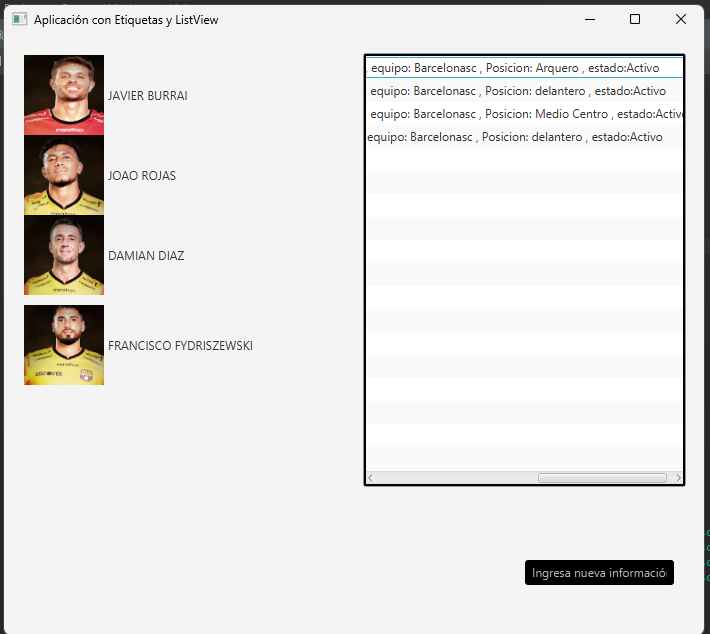 Aplicación con Etiquetas y ListView
JAVIER BURRAI
JOAO ROJAS
DAMIAN DIAZ
FRANCISCO FYDRISZEWSKI
, equipo: Barcelonasc , Posicion: Arquero , estado:Activo
equipo: Barcelonasc , Posicion: delantero , estado:Activo
equipo: Barcelonasc , Posicion: Medio Centro , estado:Activo
equipo: Barcelonasc , Posicion: delantero , estado:Activo
Ingresa nueva informació